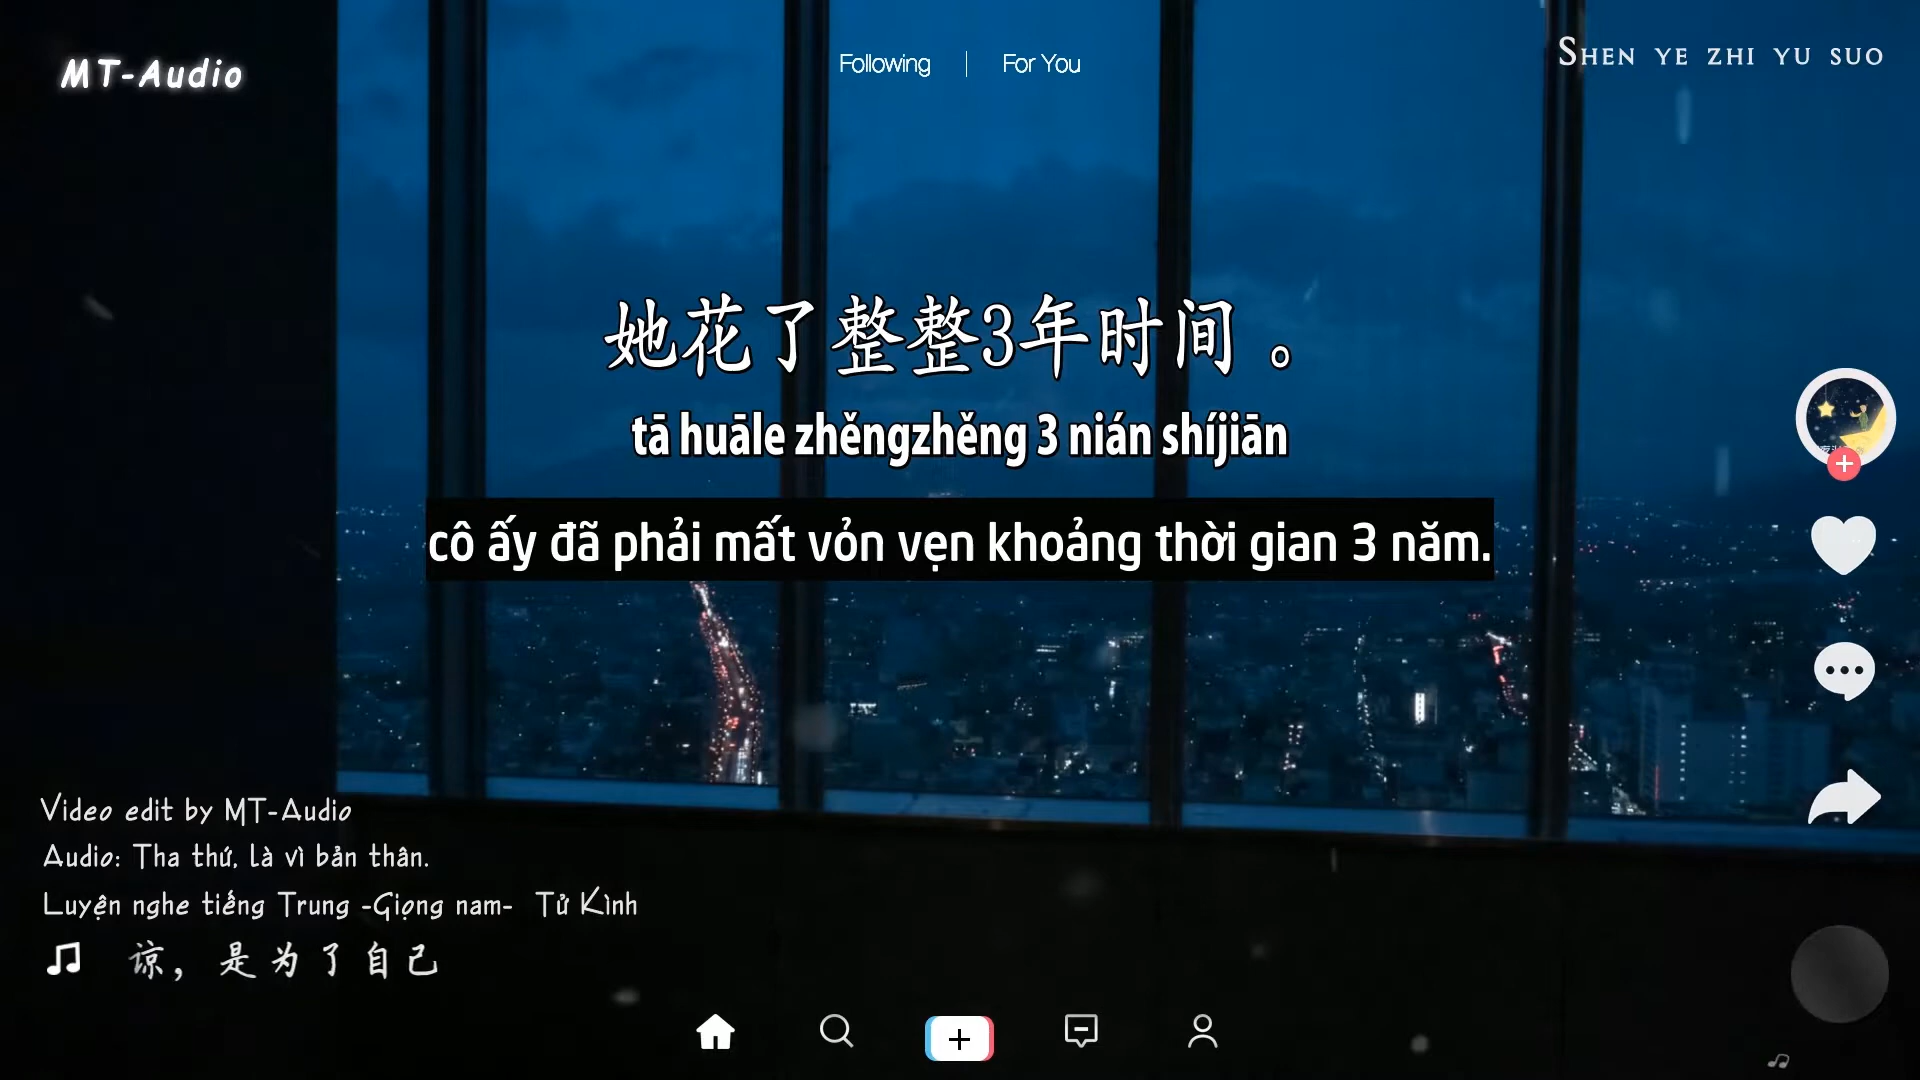 MT-Audio
Following | For You
Shen ye zhi yu suo
她花了整整3年时间 。
tā huāle zhěngzhěng 3 nián shíjiān
cô ấy đã phải mất vỏn vẹn khoảng thời gian 3 năm.
Video edit by MT-Audio
Audio: Tha thứ, là vì bản thân.
Luyện nghe tiếng Trung -Giọng nam- Tử Kình
谅，是为了自己